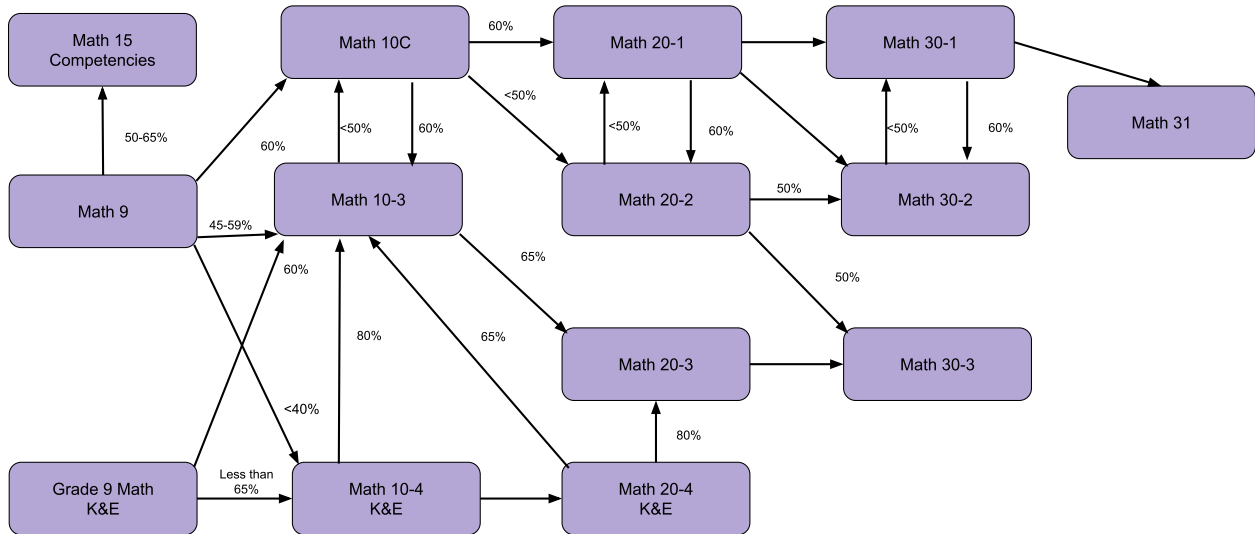 Math 15
Competencies
Math 10C
60%
Math 20-1
Math 30-1
Math 31
50-65%
60%
<50%
60%
<50%
<50%
60%
<50%
60%
Math 9
45-59%
Math 10-3
Math 20-2
50%
Math 30-2
60%
65%
50%
80%
65%
Math 20-3
Math 30-3
<40%
80%
Grade 9 Math
K&E
Less than
65%
Math 10-4
K&E
Math 20-4
K&E